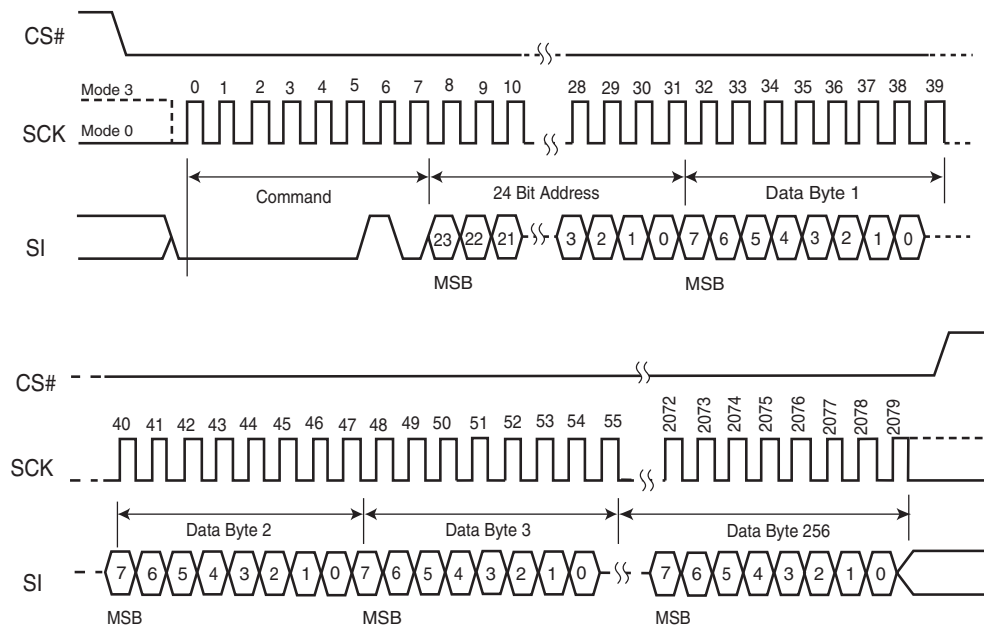 CS#
Mode 3
0 1 2 3 4 5 6 7 8 9 10 28 29 30 31 32 33 34 35 36 37 38 39
SCK
Mode 0
Command
24 Bit Address
Data Byte 1
SI
23 22 21 3 2 1 0 7 6 5 4 3 2 1 0
MSB MSB
CS#
40 41 42 43 44 45 46 47 48 49 50 51 52 53 54 55 2072 2073 2074 2075 2076 2077 2078 2079
SCK
Data Byte 2
Data Byte 3
Data Byte 256
SI
7 6 5 4 3 2 1 0 7 6 5 4 3 2 1 0 7 6 5 4 3 2 1 0
MSB MSB MSB